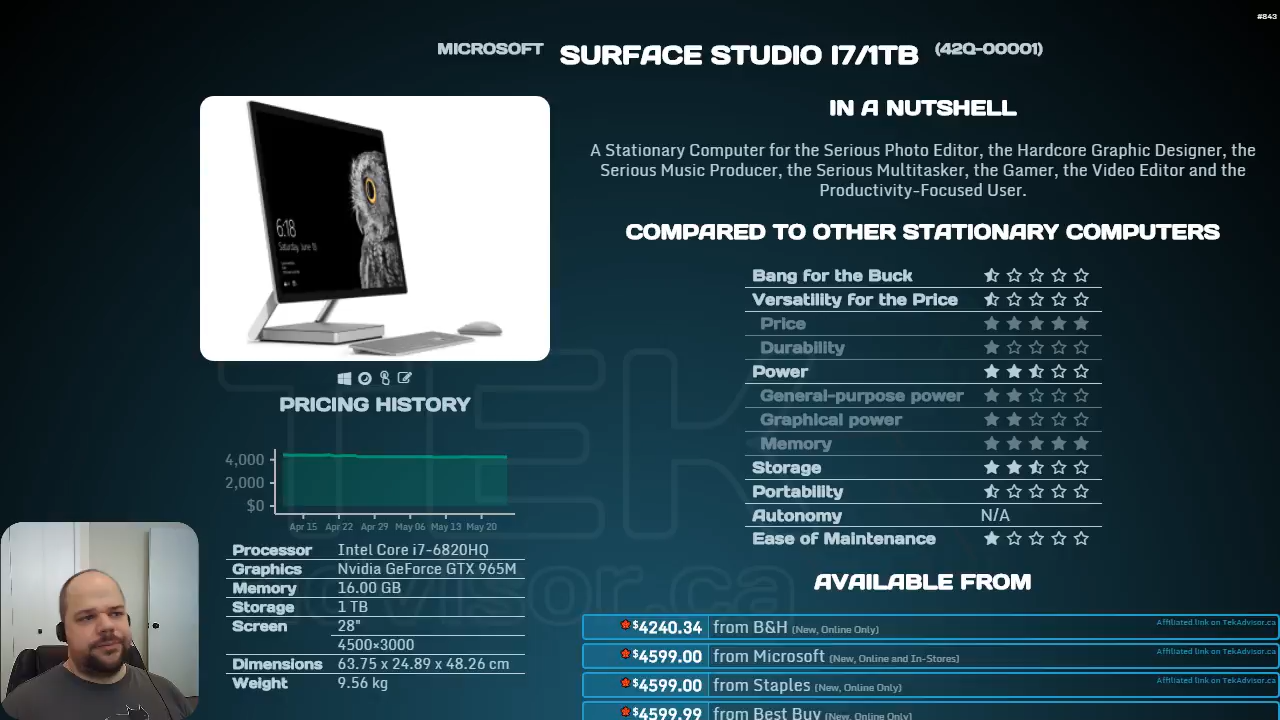 #843
MICROSOFT SURFACE STUDIO I7/1TB (42Q-00001)
6:18
Saturday, June 18
PRICING HISTORY
4,000
2,000
$0
Apr 15 Apr 22 Apr 29 May 06 May 13 May 20
Processor Intel Core i7-6820HQ
Graphics Nvidia GeForce GTX 965M
Memory 16.00 GB
Storage 1 TB
Screen 28"
4500×3000
Dimensions 63.75 x 24.89 x 48.26 cm
Weight 9.56 kg
IN A NUTSHELL
A Stationary Computer for the Serious Photo Editor, the Hardcore Graphic Designer, the
Serious Music Producer, the Serious Multitasker, the Gamer, the Video Editor and the
Productivity-Focused User.
COMPARED TO OTHER STATIONARY COMPUTERS
Bang for the Buck
Versatility for the Price
Price
Durability
Power
General-purpose power
Graphical power
Memory
Storage
Portability
Autonomy N/A
Ease of Maintenance
AVAILABLE FROM
$4240.34 from B&H (New, Online Only) Affiliated link on TekAdvisor.ca
$4599.00 from Microsoft (New, Online and In-Stores) Affiliated link on TekAdvisor.ca
$4599.00 from Staples (New, Online Only) Affiliated link on TekAdvisor.ca
$4599.99 from Best Buy (New, Online Only)